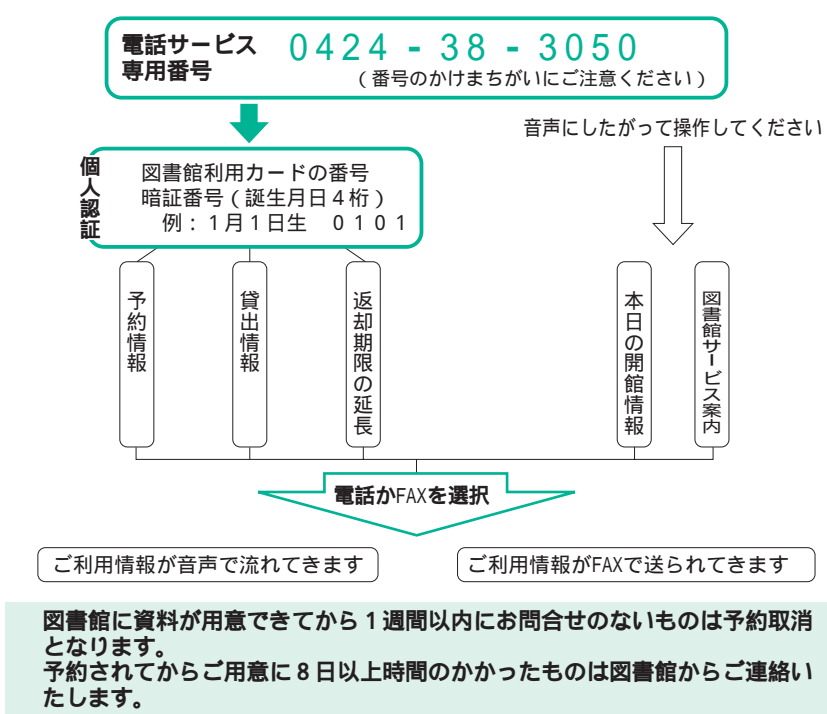 電話サービス
専用番号
0424-38-3050
(番号のかけまちがいにご注意ください)
音声にしたがって操作してください
個人認証
図書館利用カードの番号
暗証番号(誕生月日4桁)
例:1月1日生 0101
予約情報
貸出情報
返却期限の延長
本日の開館情報
図書館サービス案内
電話かFAXを選択
ご利用情報が音声で流れてきます
ご利用情報がFAXで送られてきます
図書館に資料が用意できてから1週間以内にお問合せのないものは予約取消
となります。
予約されてからご用意に8日以上時間のかかったものは図書館からご連絡い
たします。